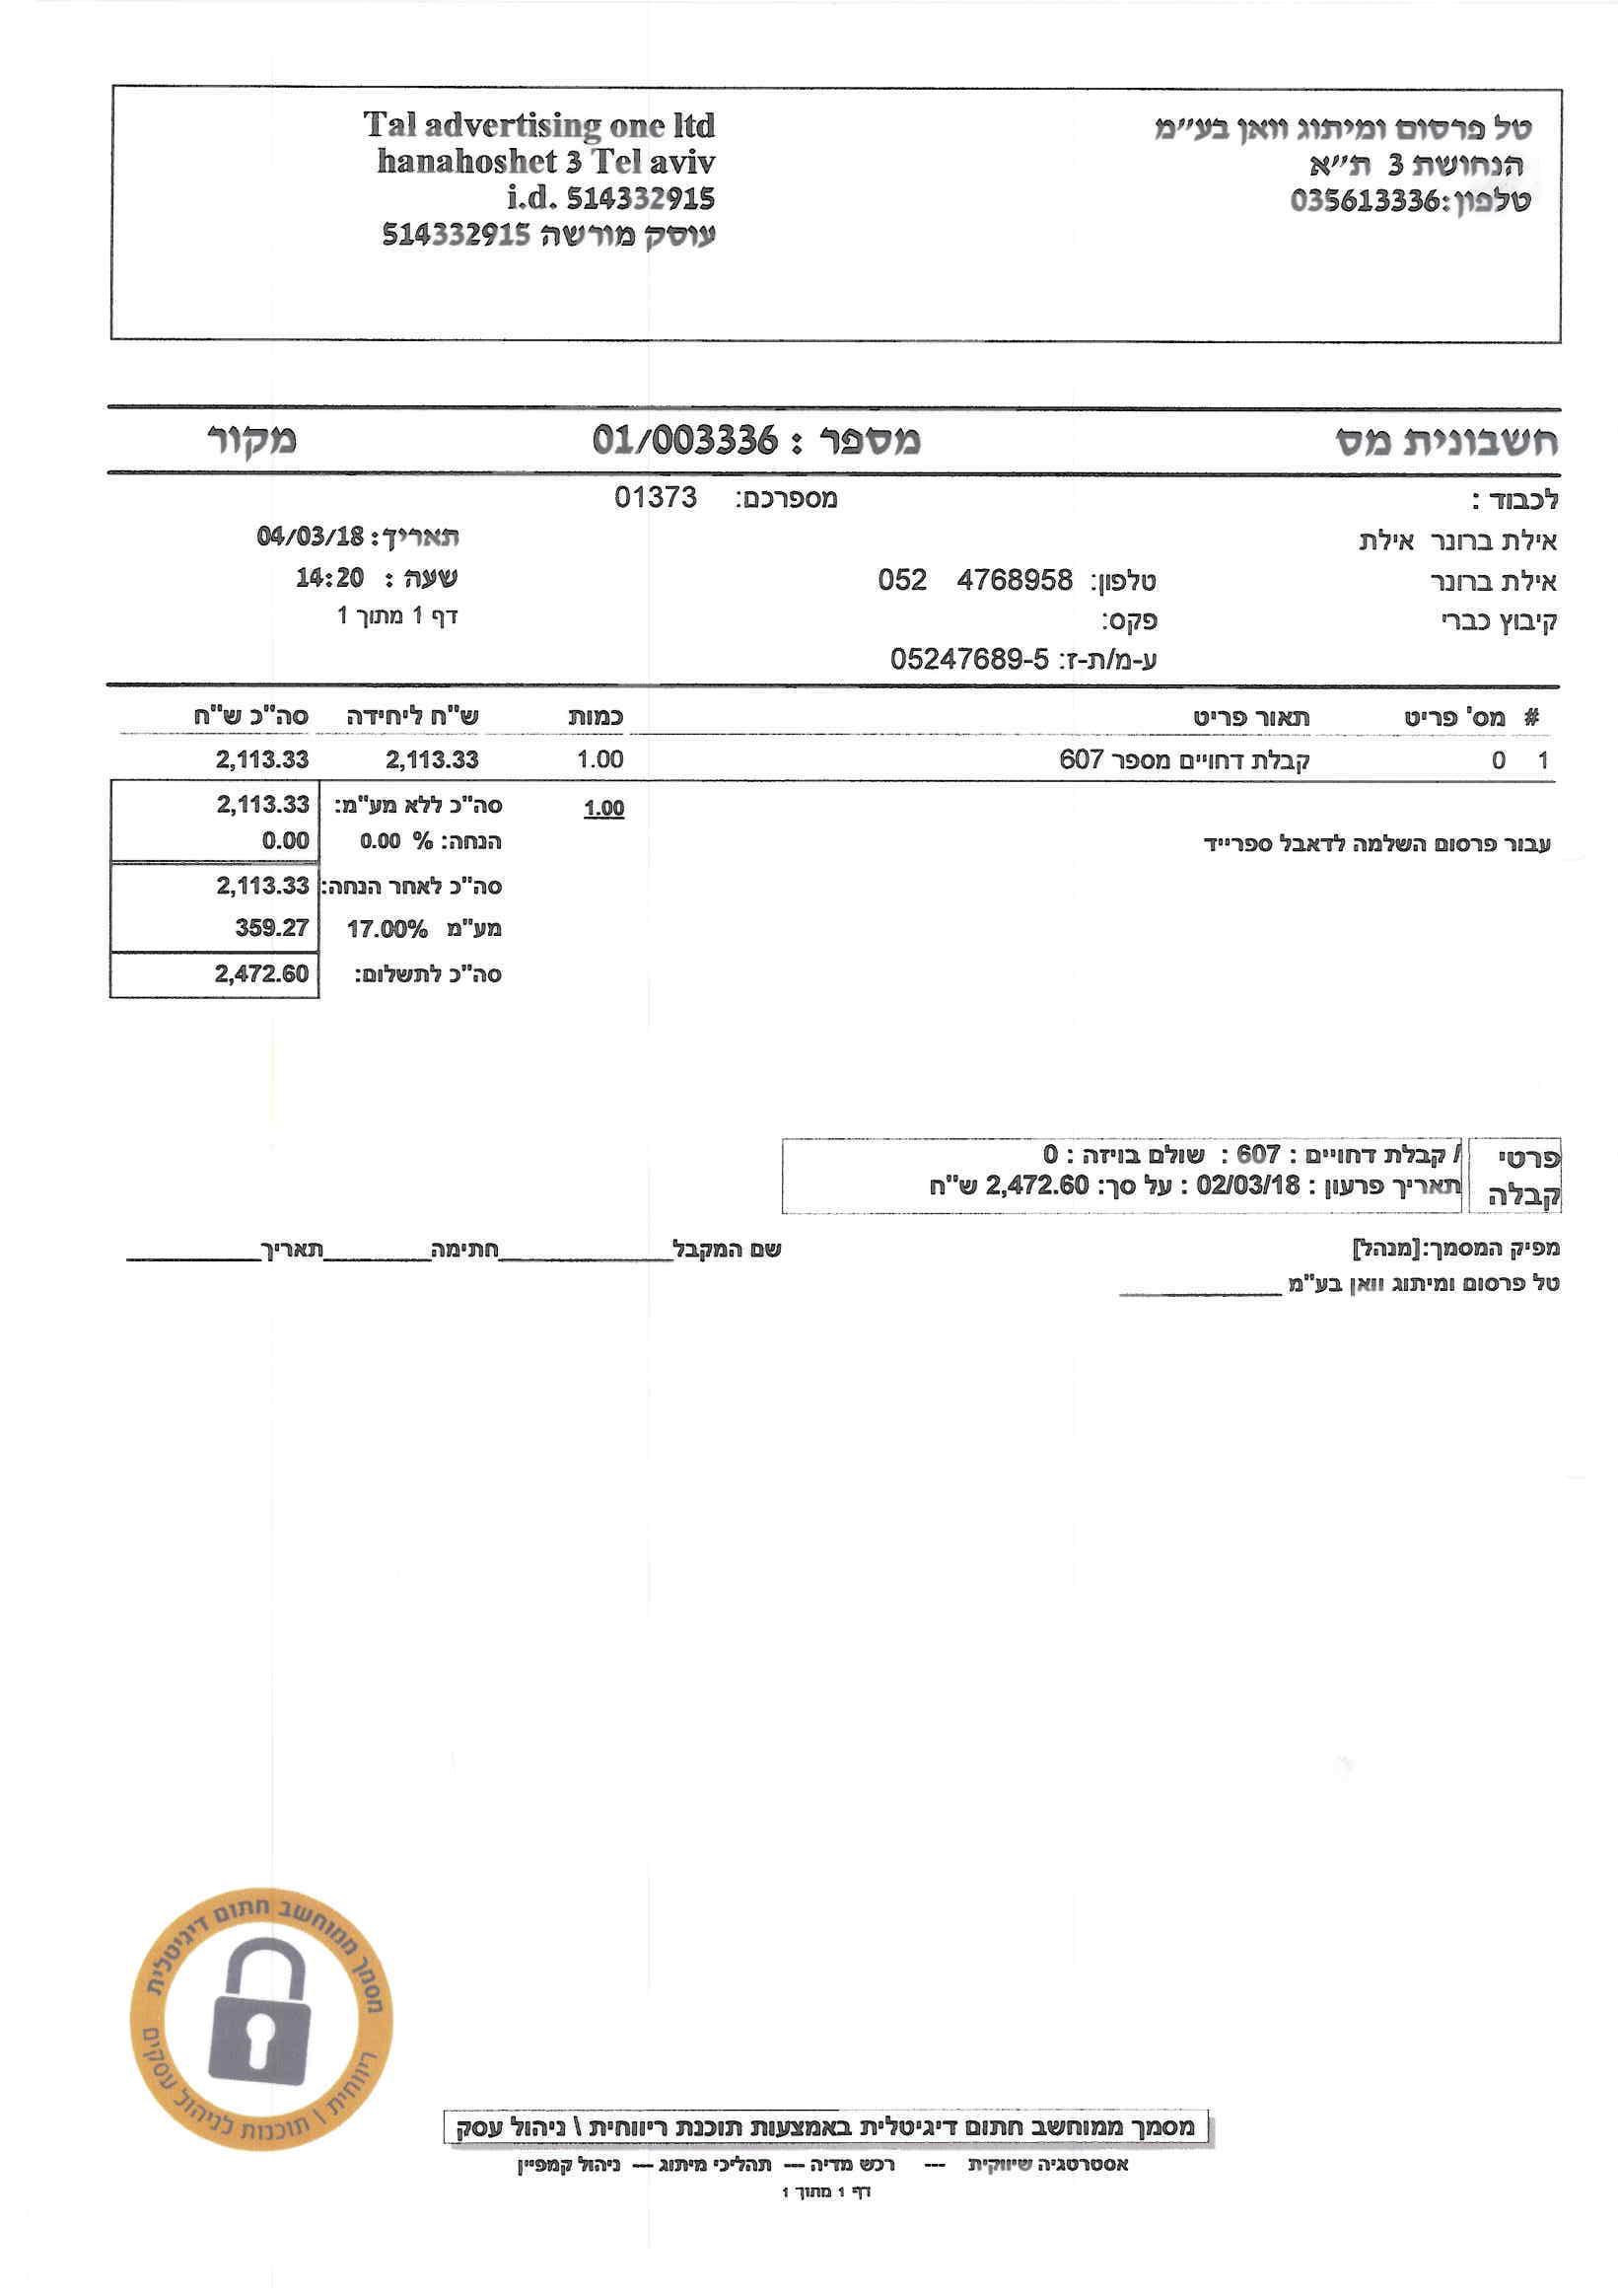 טל פרסום ומיתוג וואן בע"מ
הנחושת 3 ת"א
טלפון:035613336
Tal advertising one ltd
hanahoshet 3 Tel aviv
i.d. 514332915
עוסק מורשה 514332915
חשבונית מס מספר : 01/003336 מקור
לכבוד : מספרכם: 01373
אילת ברונר אילת תאריך: 04/03/18
אילת ברונר טלפון: 052 4768958 שעה : 14:20
קיבוץ כברי פקס: דף 1 מתוך 1
ע-מ/ת-ז: 05247689-5
# מס' פריט תאור פריט כמות ש"ח ליחידה סה"כ ש"ח
1 0 קבלת דחויים מספר 607 1.00 2,113.33 2,113.33
1.00 סה"כ ללא מע"מ: 2,113.33
עבור פרסום השלמה לדאבל ספרייד הנחה: % 0.00 0.00
סה"כ לאחר הנחה: 2,113.33
מע"מ 17.00% 359.27
סה"כ לתשלום: 2,472.60
פרטי קבלה
/ קבלת דחויים : 607 : שולם בויזה : 0
תאריך פרעון : 02/03/18 : על סך: 2,472.60 ש"ח
מפיק המסמך:[מנהל] שם המקבל_____________חתימה________תאריך__________
טל פרסום ומיתוג וואן בע"מ ____________
מסמך ממוחשב חתום דיגיטלית
ריווחית \ תוכנות לניהול עסקים
מסמך ממוחשב חתום דיגיטלית באמצעות תוכנת ריווחית \ ניהול עסק
אסטרטגיה שיווקית --- רכש מדיה --- תהליכי מיתוג --- ניהול קמפיין
דף 1 מתוך 1